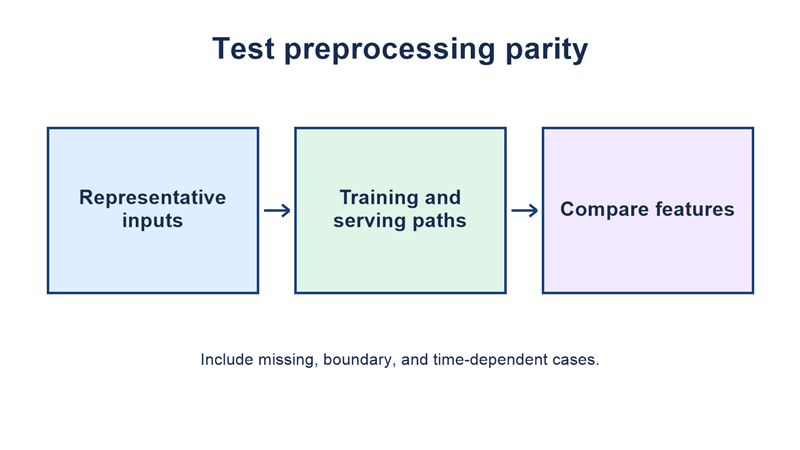 Test preprocessing parity
Representative
inputs
Training and
serving paths
Compare features
Include missing, boundary, and time-dependent cases.